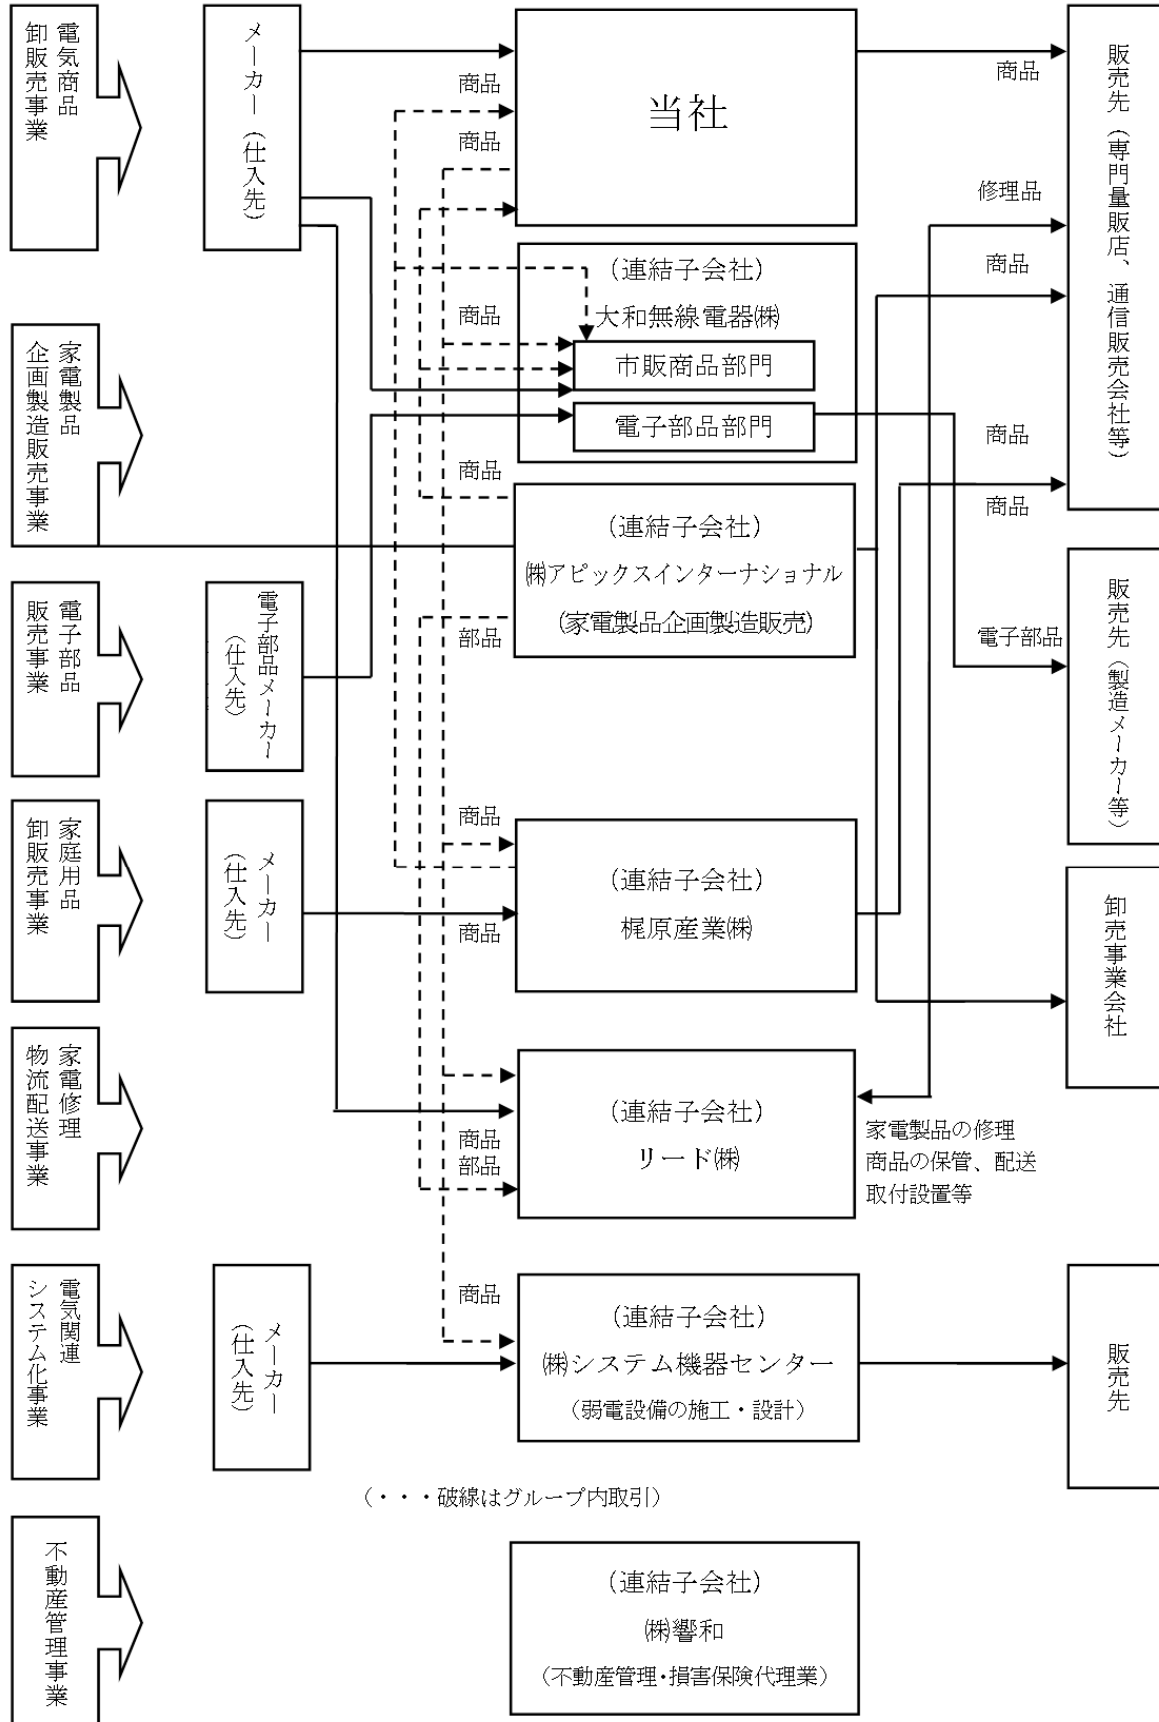 電気商品
卸販売事業
メーカー(仕入先)
商品
商品
当社
商品
修理品
商品
販売先(専門量販店、通信販売会社等)
(連結子会社)
大和無線電器㈱
商品
市販商品部門
電子部品部門
商品
商品
家電製品
企画製造販売事業
商品
(連結子会社)
㈱アピックスインターナショナル
(家電製品企画製造販売)
部品
電子部品
販売事業
電子部品メーカー
(仕入先)
電子部品
販売先(製造メーカー等)
家庭用品
卸販売事業
メーカー
(仕入先)
商品
商品
(連結子会社)
梶原産業㈱
卸売事業会社
家電修理
物流配送事業
(連結子会社)
リード㈱
商品
部品
家電製品の修理
商品の保管、配送
取付設置等
電気関連
システム化事業
メーカー
(仕入先)
商品
(連結子会社)
㈱システム機器センター
(弱電設備の施工・設計)
販売先
(・・・破線はグループ内取引)
不動産管理事業
(連結子会社)
㈱響和
(不動産管理・損害保険代理業)